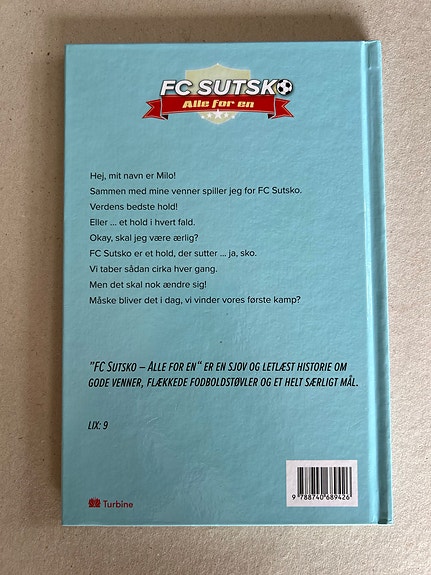 FC SUTSKO
Alle for en
Hej, mit navn er Milo!
Sammen med mine venner spiller jeg for FC Sutsko.
Verdens bedste hold!
Eller ... et hold i hvert fald.
Okay, skal jeg være ærlig?
FC Sutsko er et hold, der sutter ... ja, sko.
Vi taber sådan cirka hver gang.
Men det skal nok ændre sig!
Måske bliver det i dag, vi vinder vores første kamp?
"FC SUTSKO – ALLE FOR EN" ER EN SJOV OG LETLÆST HISTORIE OM
GODE VENNER, FLÆKKEDE FODBOLDSTØVLER OG ET HELT SÆRLIGT MÅL.
LIX: 9
Turbine
9 788740 689426